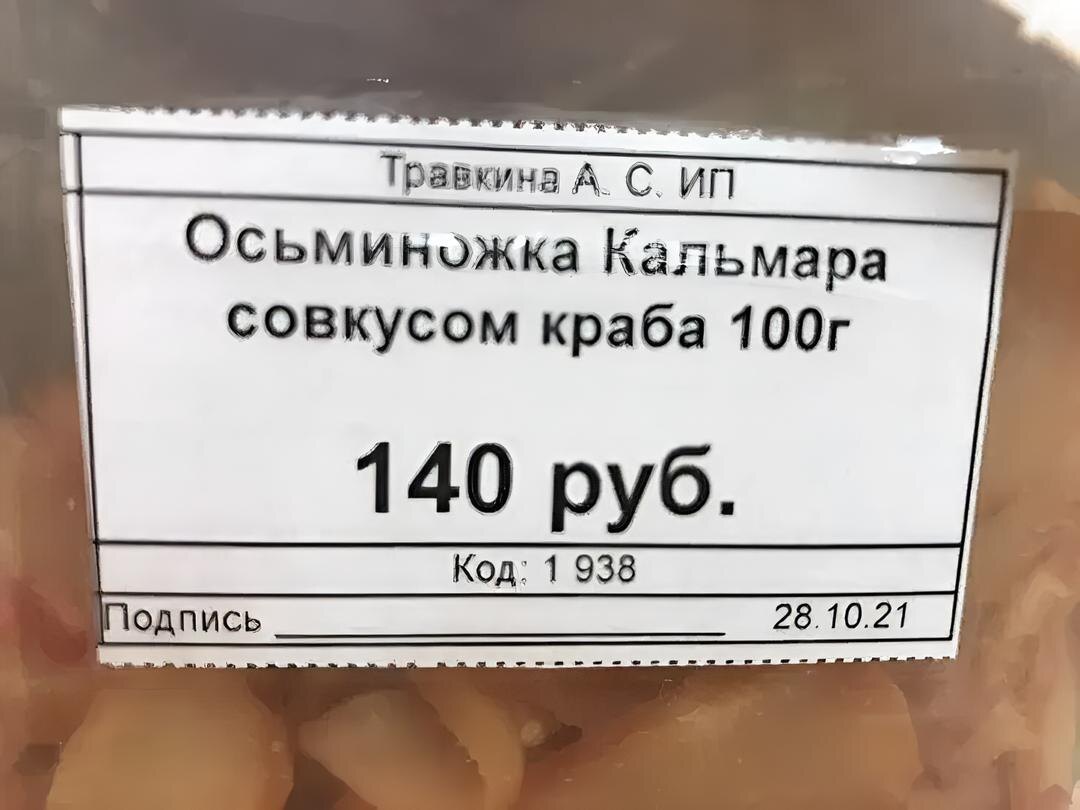 Травкина А. С. ИП
Осьминожка Кальмара
совкусом краба 100г
140 руб.
Код: 1 938
Подпись 28.10.21